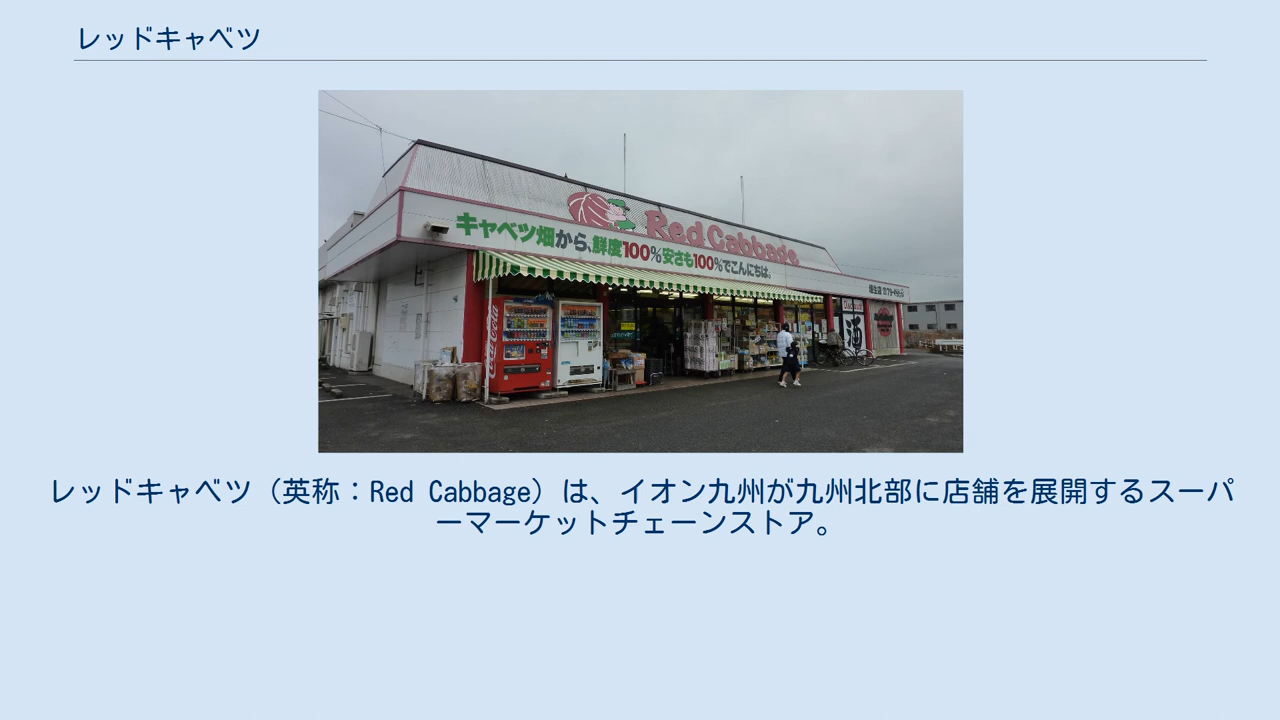 レッドキャベツ
Red Cabbage
キャベツ畑から、鮮度100%安さも100%でこんにちは。
Coca-Cola
酒
レッドキャベツ（英称：Red Cabbage）は、イオン九州が九州北部に店舗を展開するスーパ
ーマーケットチェーンストア。